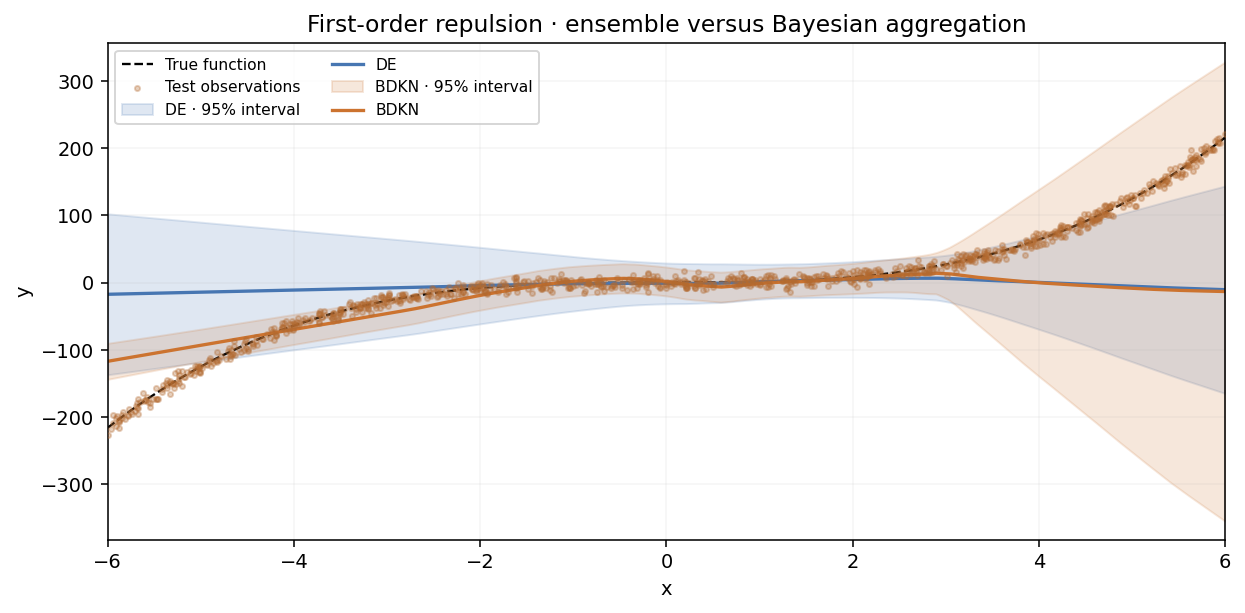 First-order repulsion · ensemble versus Bayesian aggregation
True function
Test observations
DE · 95% interval
DE
BDKN · 95% interval
BDKN
300
200
100
0
−100
−200
−300
y
−6
−4
−2
0
2
4
6
x